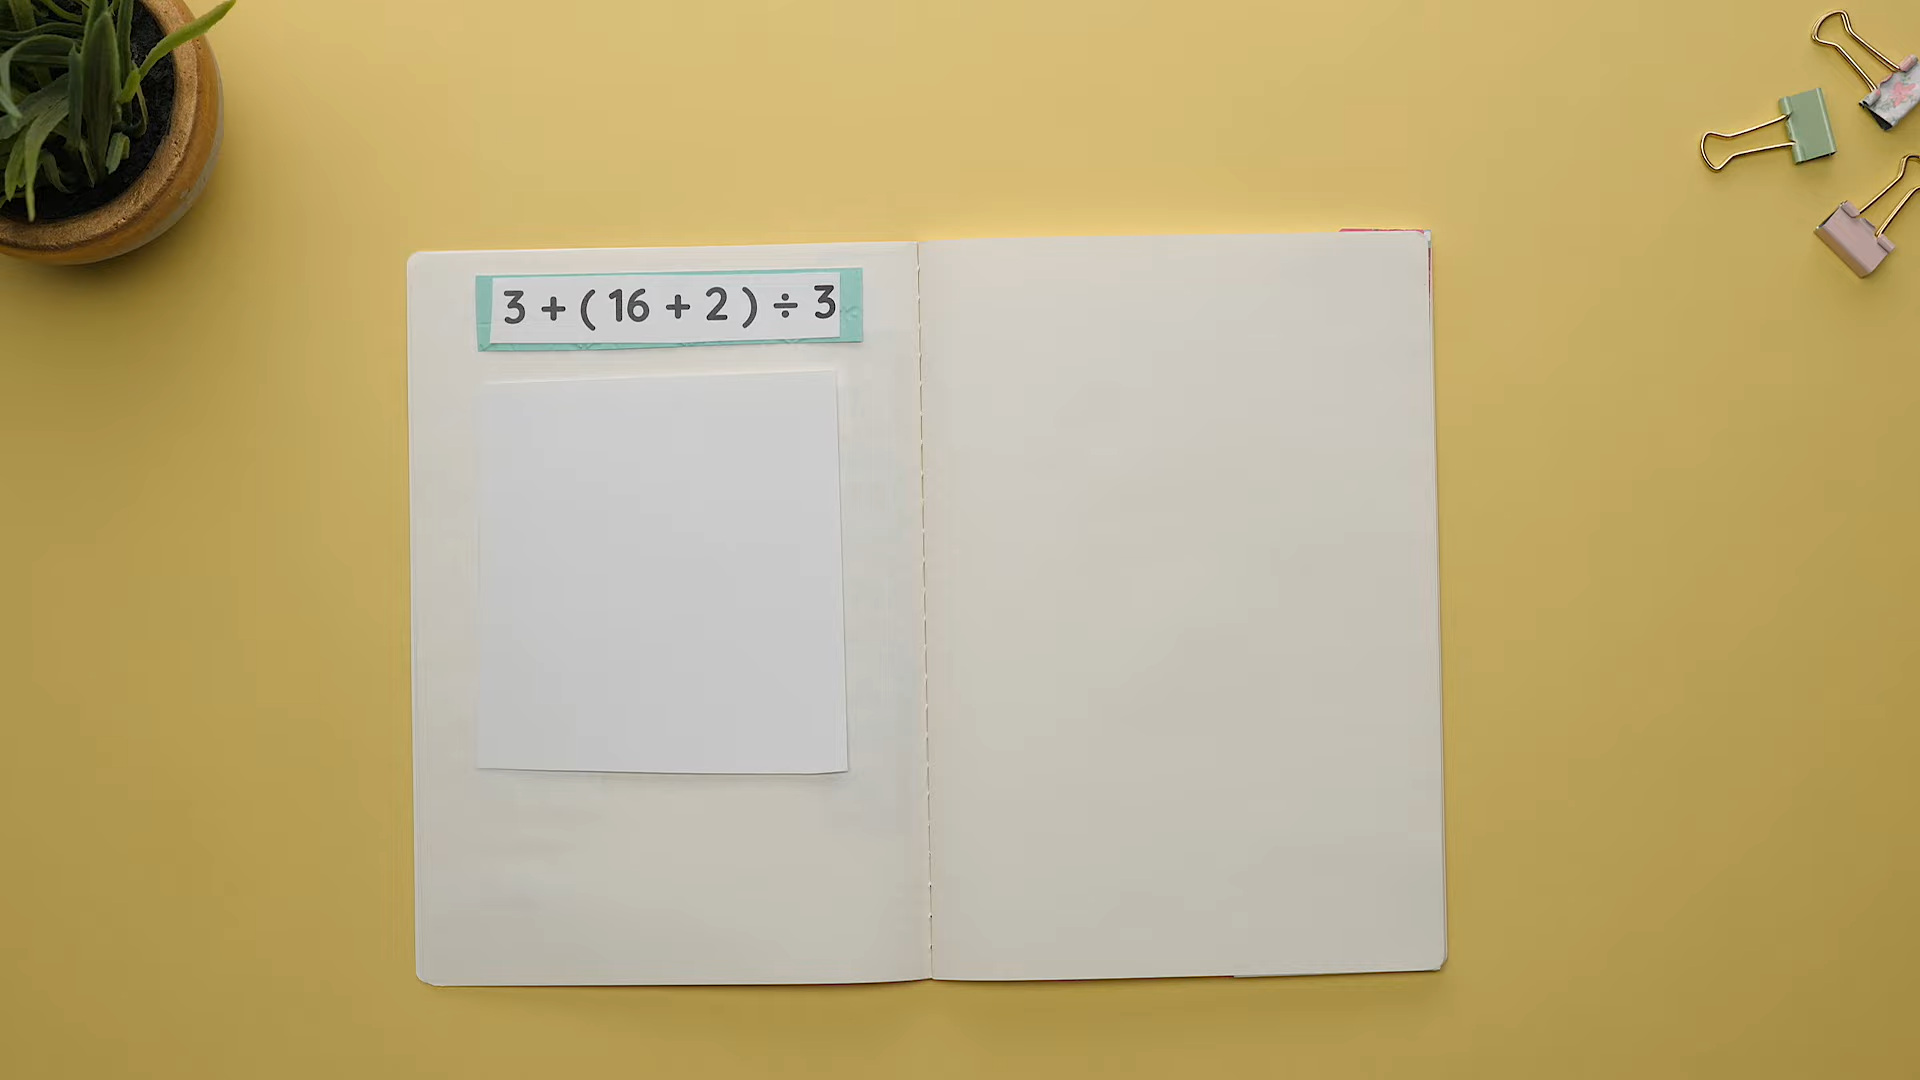 3 + ( 16 + 2 ) ÷ 3